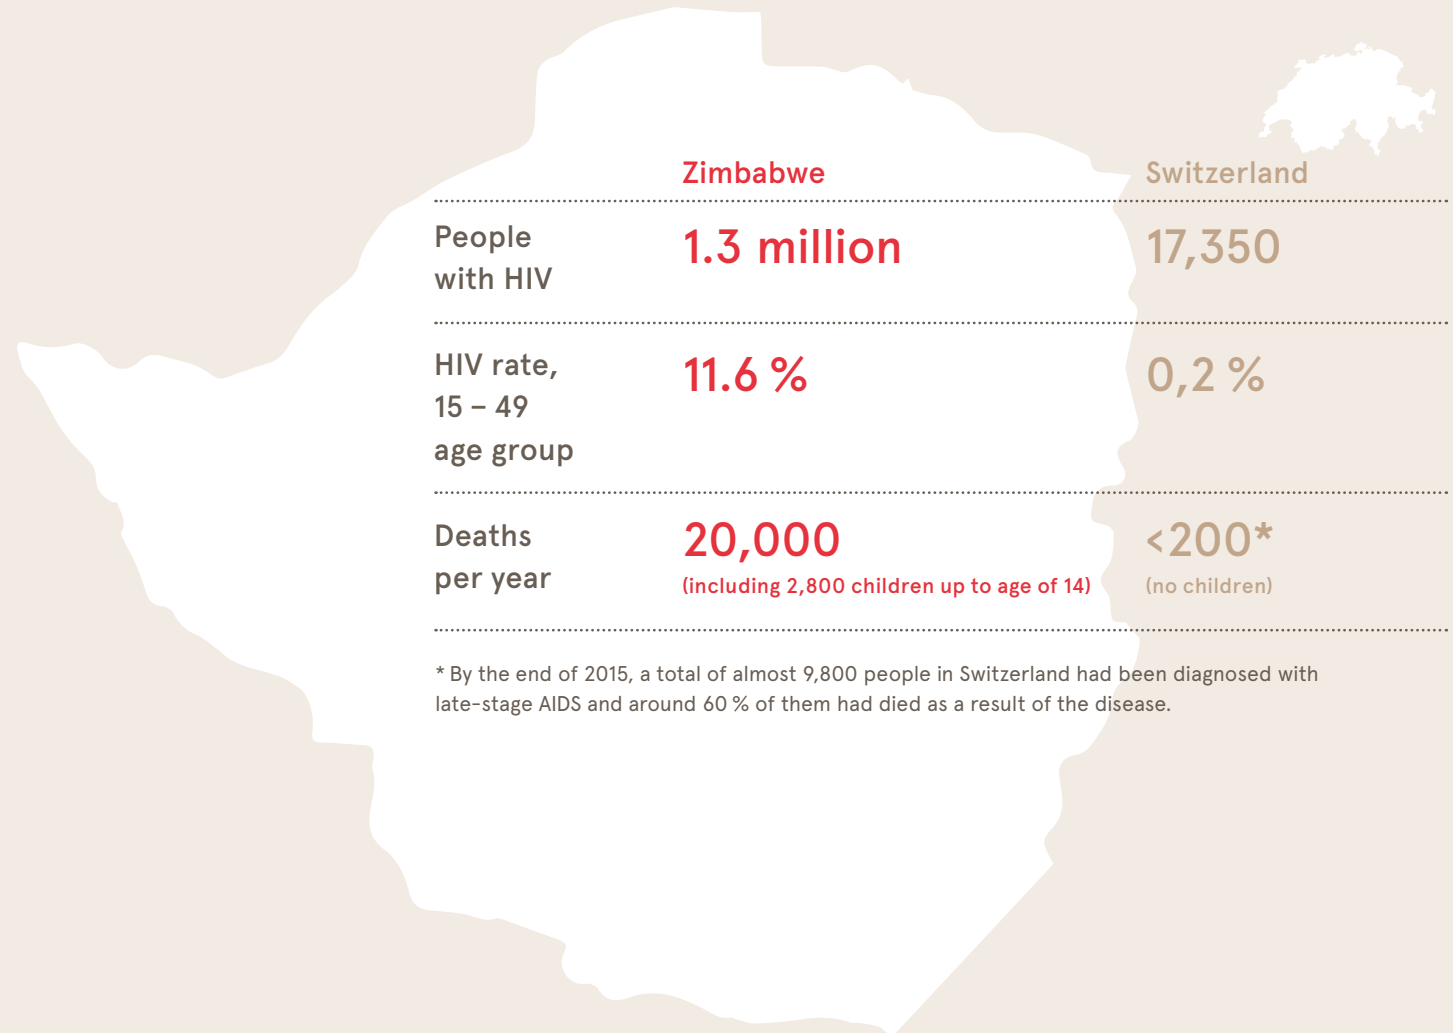 Zimbabwe Switzerland
People
with HIV
1.3 million 17,350
HIV rate,
15 – 49
age group
11.6 % 0,2 %
Deaths
per year
20,000
(including 2,800 children up to age of 14)
<200*
(no children)
* By the end of 2015, a total of almost 9,800 people in Switzerland had been diagnosed with
late-stage AIDS and around 60 % of them had died as a result of the disease.